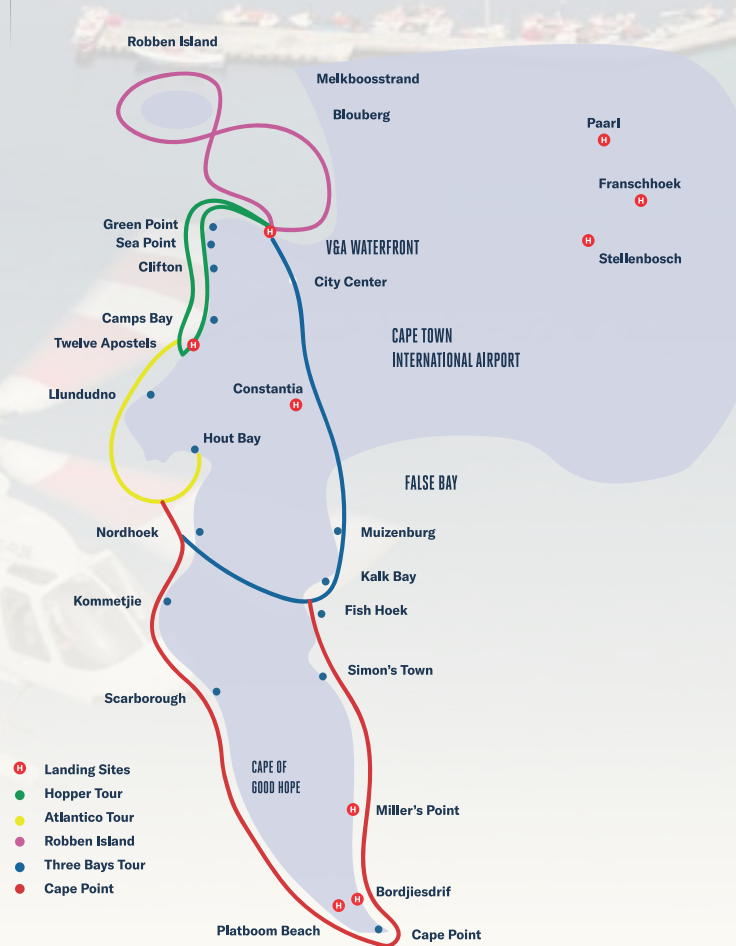 Robben Island
Melkboosstrand
Blouberg
Paarl
H
Franschhoek
H
Green Point
Sea Point
H
V&A WATERFRONT
H
Stellenbosch
Clifton
City Center
Camps Bay
Twelve Apostels
H
CAPE TOWN
INTERNATIONAL AIRPORT
Llundudno
Constantia
H
Hout Bay
FALSE BAY
Nordhoek
Muizenburg
Kalk Bay
Kommetjie
Fish Hoek
Simon's Town
Scarborough
CAPE OF
GOOD HOPE
H Landing Sites
Hopper Tour
Atlantico Tour
Robben Island
Three Bays Tour
Cape Point
H
Miller's Point
Bordjiesdrif
H
H
Platboom Beach
Cape Point